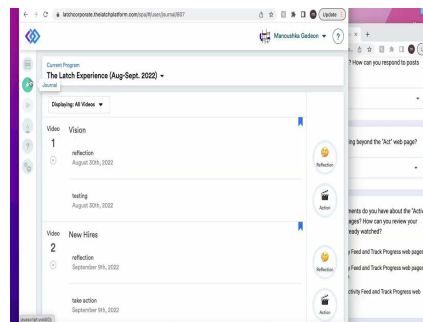 latchcorporate.thelatchplatform.com/spa/#/user/journal/607
Update
Manoushka Gedeon
?
Current Program
The Latch Experience (Aug-Sept. 2022)
Journal
Displaying: All Videos
Video
1
Vision
reflection
August 30th, 2022
Reflection
testing
August 30th, 2022
Action
Video
2
New Hires
reflection
September 9th, 2022
Reflection
take action
September 9th, 2022
Action
? How can you respond to posts
ing beyond the "Act" web page?
ments do you have about the "Activ
ages? How can you review your
eady watched?
y Feed and Track Progress web pages
y Feed and Track Progress web pages
ctivity Feed and Track Progress web